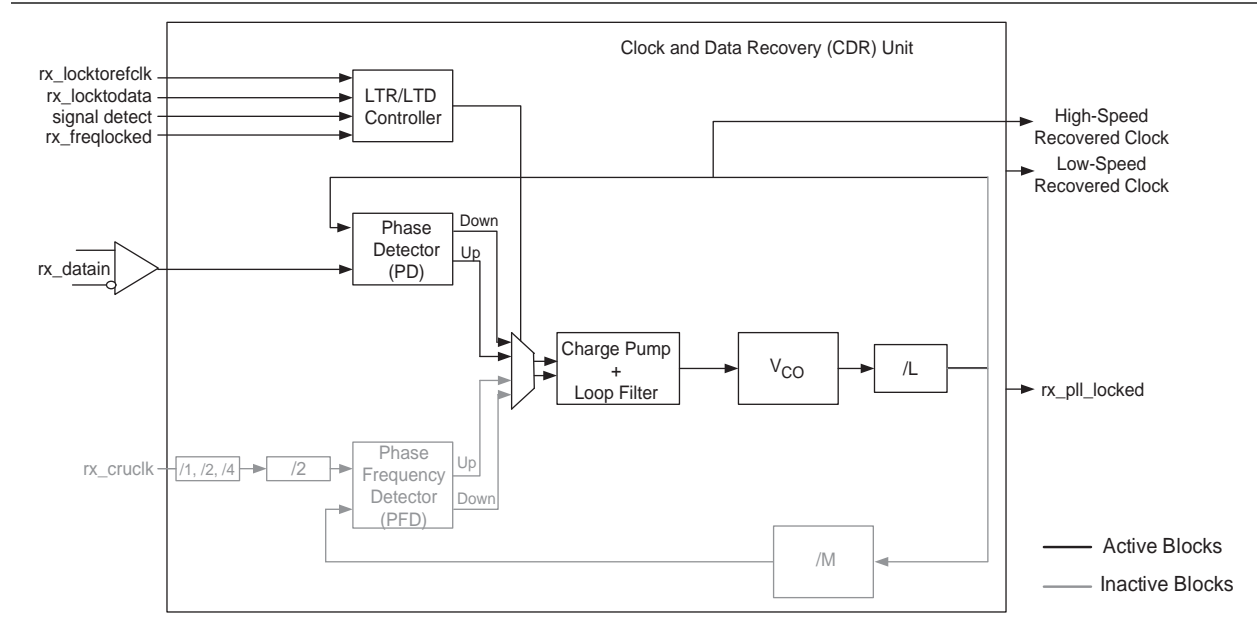 Clock and Data Recovery (CDR) Unit
rx_locktorefclk
rx_locktodata
signal detect
rx_freqlocked
LTR/LTD
Controller
High-Speed
Recovered Clock
Low-Speed
Recovered Clock
Phase
Detector
(PD)
Down
Up
rx_datain
Charge Pump
+
Loop Filter
VCO
/L
rx_pll_locked
rx_cruclk
/1, /2, /4
/2
Phase
Frequency
Detector
(PFD)
Up
Down
/M
Active Blocks
Inactive Blocks